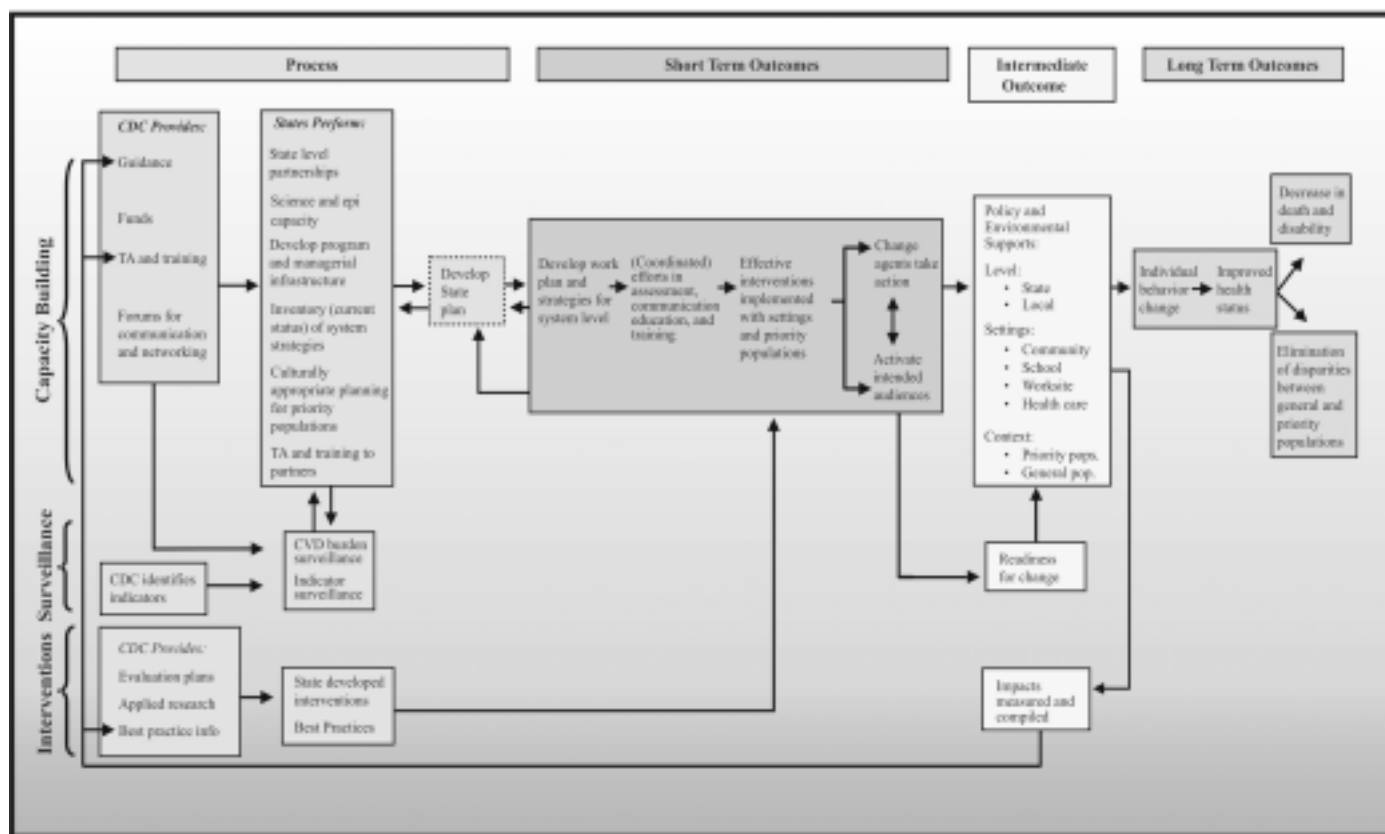 Process
Short Term Outcomes
Intermediate
Outcome
Long Term Outcomes
Capacity Building
CDC Provides:
Guidance
Funds
TA and training
Forums for
communication
and networking
States Perform:
State level
partnerships
Science and epi
capacity
Develop program
and managerial
infrastructure
Inventory (current
status) of system
strategies
Culturally
appropriate planning
for priority
populations
TA and training to
partners
Develop
State
plan
Develop work
plan and
strategies for
system level
(Coordinated)
efforts in
assessment,
communication
education, and
training
Effective
interventions
implemented
with settings
and priority
populations
Change
agents take
action
Activate
intended
audiences
Policy and
Environmental
Supports:
Level:
• State
• Local
Settings:
• Community
• School
• Worksite
• Health care
Context:
• Priority pops.
• General pop.
Individual
behavior
change
Improved
health
status
Decrease in
death and
disability
Elimination
of disparities
between
general and
priority
populations
Surveillance
CDC identifies
indicators
CVD burden
surveillance
Indicator
surveillance
Readiness
for change
Interventions
CDC Provides:
Evaluation plans
Applied research
Best practice info
State developed
interventions
Best Practices
Impacts
measured and
compiled